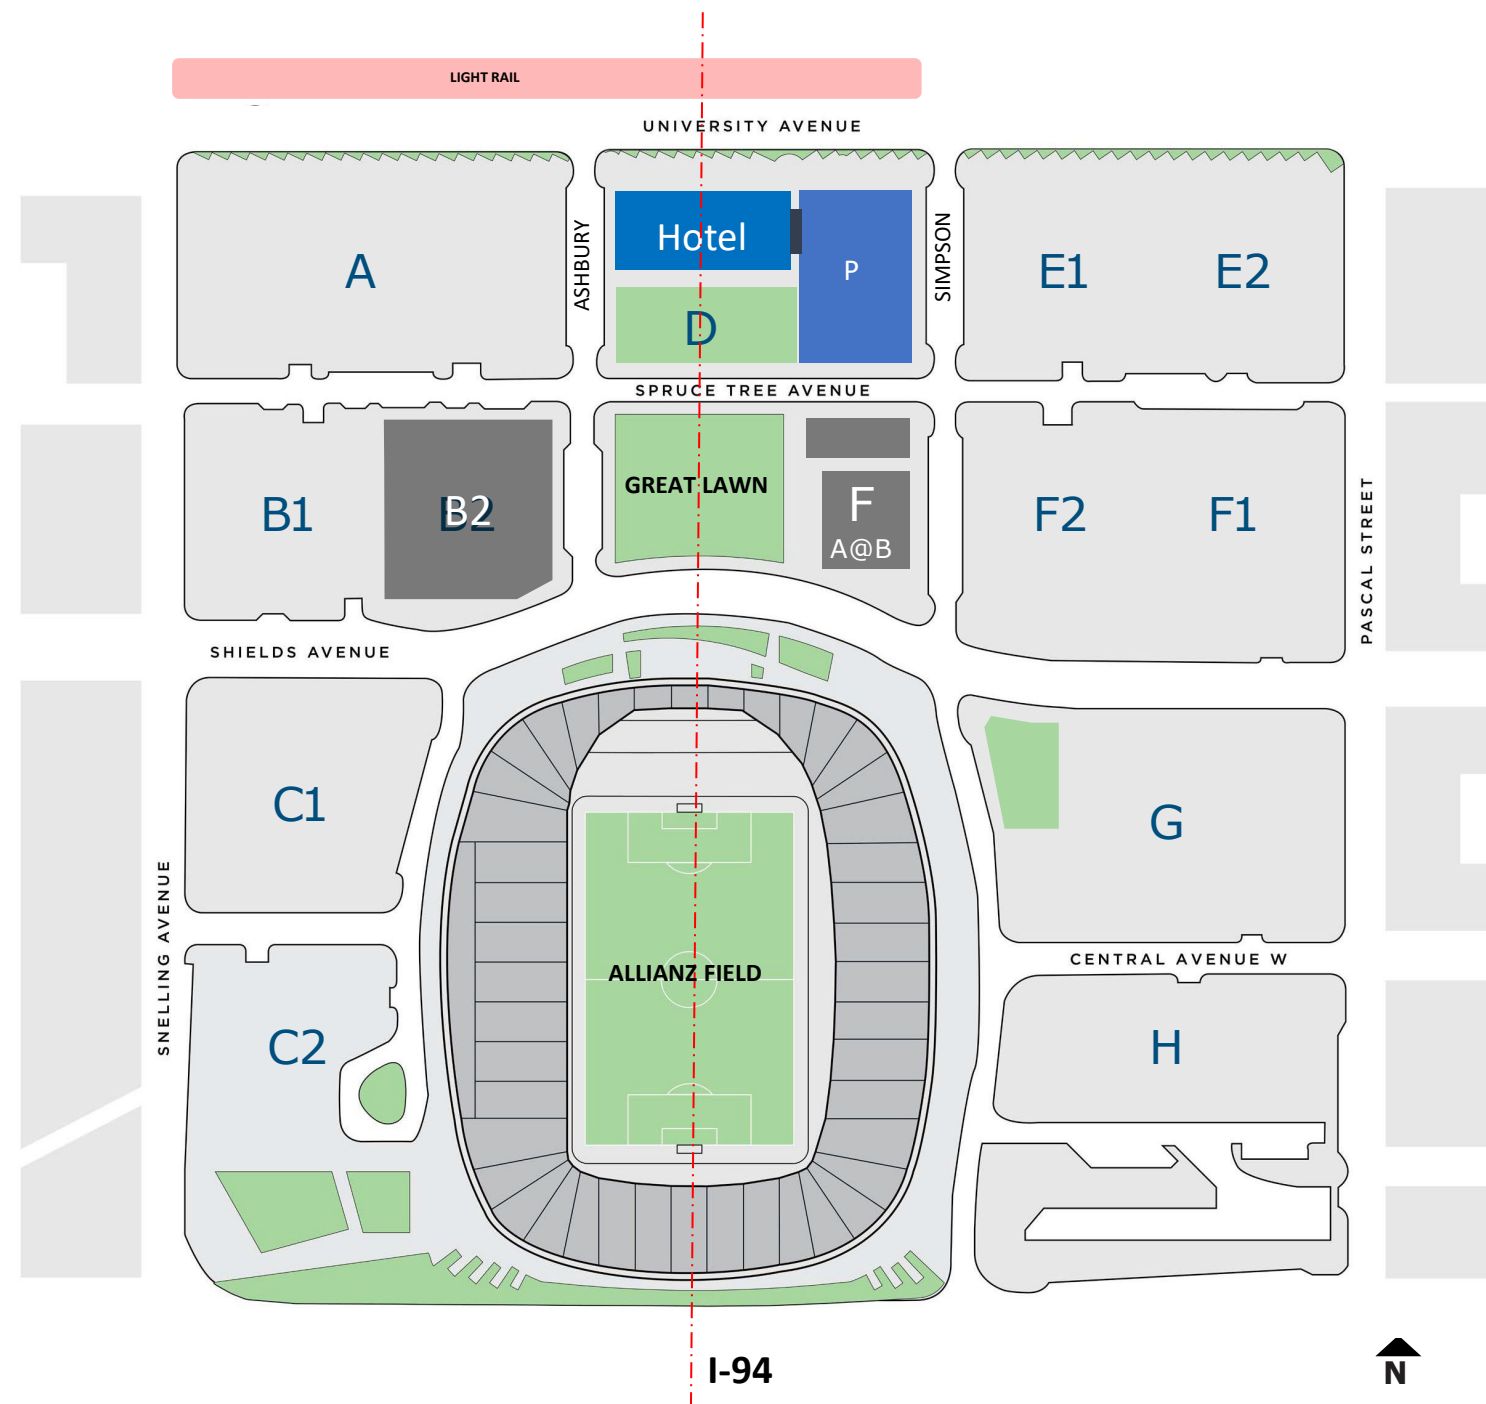 LIGHT RAIL
UNIVERSITY AVENUE
A
ASHBURY
Hotel
P
D
SIMPSON
E1
E2
SPRUCE TREE AVENUE
B1
B2
GREAT LAWN
F
A@B
F2
F1
PASCAL STREET
SHIELDS AVENUE
C1
G
SNELLING AVENUE
ALLIANZ FIELD
CENTRAL AVENUE W
C2
H
I-94
N